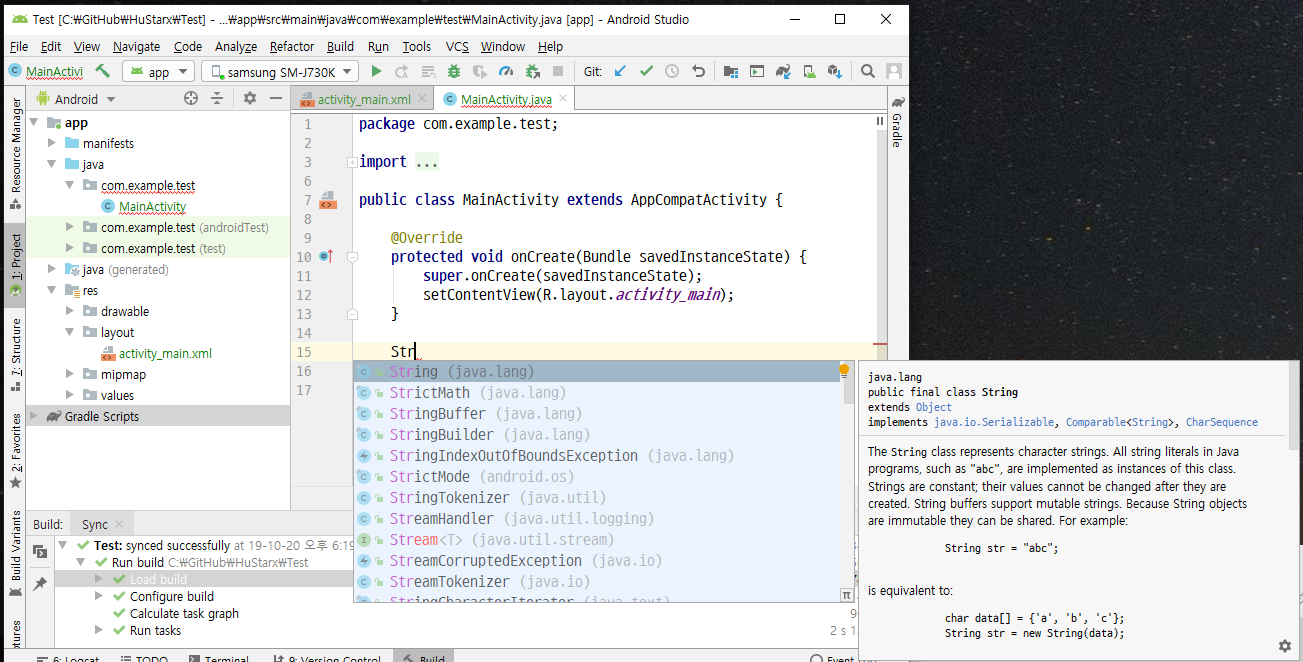 Test [C:₩GitHub₩HuStarx₩Test] - ...₩app₩src₩main₩java₩com₩example₩test₩MainActivity.java [app] - Android Studio
File Edit View Navigate Code Analyze Refactor Build Run Tools VCS Window Help
MainActivi app samsung SM-J730K Git:
Android
activity_main.xml MainActivity.java
Resource Manager
1: Project
7: Structure
2: Favorites
Build Variants
app
manifests
java
com.example.test
MainActivity
com.example.test (androidTest)
com.example.test (test)
java (generated)
res
drawable
layout
activity_main.xml
mipmap
values
Gradle Scripts
1 package com.example.test;
2
3 import ...
6
7 public class MainActivity extends AppCompatActivity {
8
9 @Override
10 protected void onCreate(Bundle savedInstanceState) {
11 super.onCreate(savedInstanceState);
12 setContentView(R.layout.activity_main);
13 }
14
15 Str
16
17
Gradle
String (java.lang)
StrictMath (java.lang)
StringBuffer (java.lang)
StringBuilder (java.lang)
StringIndexOutOfBoundsException (java.lang)
StrictMode (android.os)
StringTokenizer (java.util)
StreamHandler (java.util.logging)
Stream<T> (java.util.stream)
StreamCorruptedException (java.io)
StreamTokenizer (java.io)
StringCharacterIterator (java.text)
π
java.lang
public final class String
extends Object
implements java.io.Serializable, Comparable<String>, CharSequence
The String class represents character strings. All string literals in Java
programs, such as "abc", are implemented as instances of this class.
Strings are constant; their values cannot be changed after they are
created. String buffers support mutable strings. Because String objects
are immutable they can be shared. For example:
String str = "abc";
is equivalent to:
char data[] = {'a', 'b', 'c'};
String str = new String(data);
Build: Sync
Test: synced successfully at 19-10-20 오후 6:19
Run build C:₩GitHub₩HuStarx₩Test
Load build
Configure build
Calculate task graph
Run tasks
2 s 1
6: Logcat TODO Terminal 9: Version Control Build Event